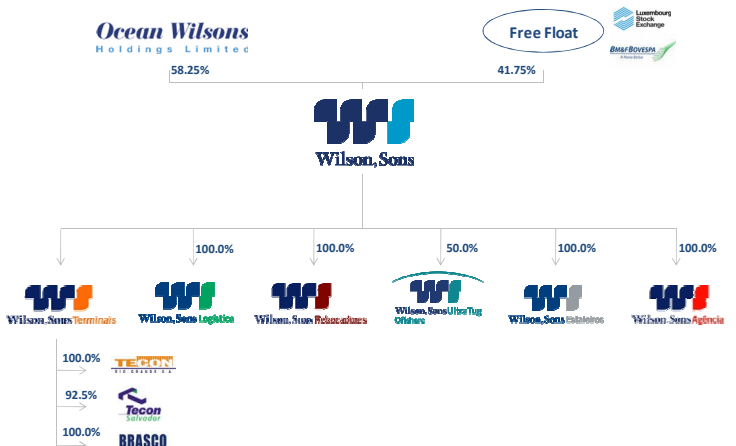 Ocean Wilsons
Holdings Limited
Free Float
Luxembourg
Stock
Exchange
BM&FBOVESPA
A Nova Bolsa
58.25%
41.75%
Wilson, Sons
100.0%
100.0%
50.0%
100.0%
100.0%
Wilson, Sons Terminais
Wilson, Sons Logística
Wilson, Sons Rebocadores
Wilson, Sons UltraTug
Offshore
Wilson, Sons Estaleiros
Wilson, Sons Agência
100.0%
TECON
RIO GRANDE S.A.
92.5%
Tecon
Salvador
100.0%
BRASCO